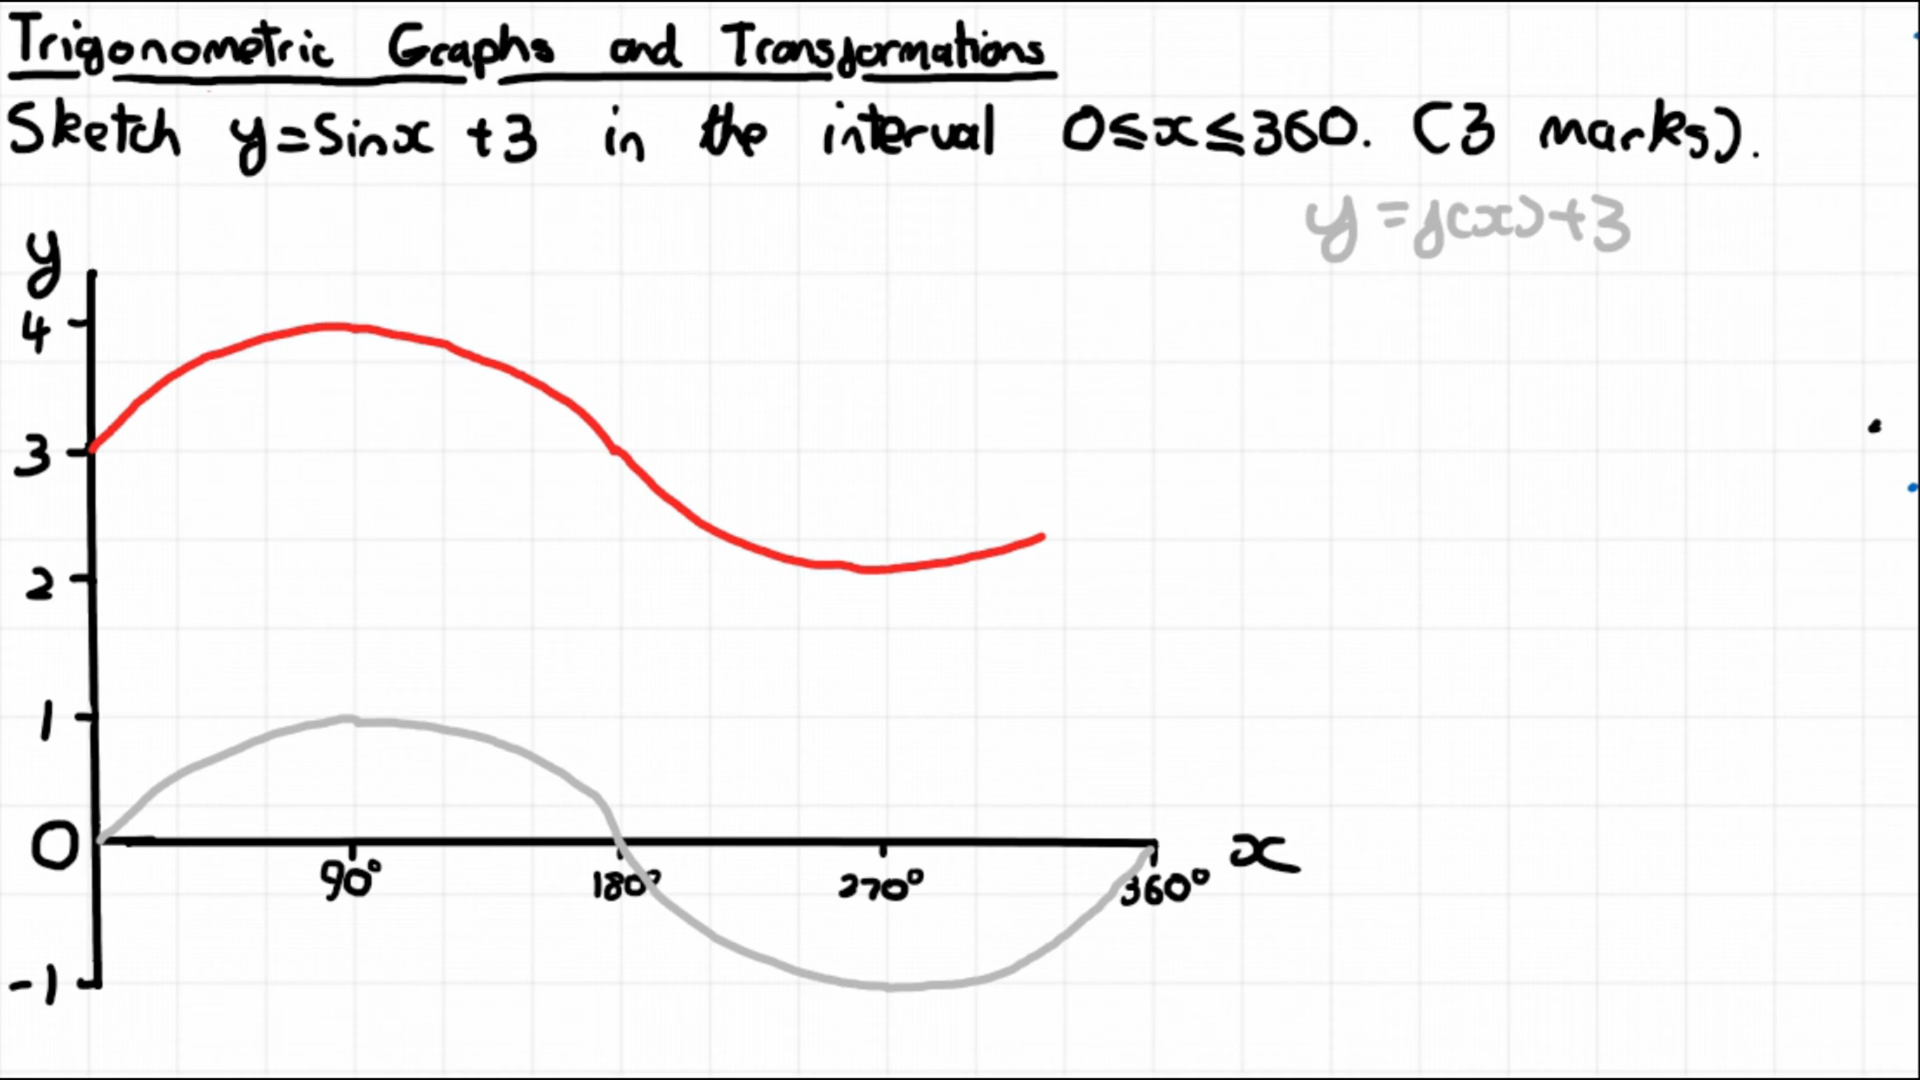 Trigonometric Graphs and Transformations
Sketch y=Sinx +3 in the interval 0≤x≤360. (3 marks).
y=f(x)+3
y
4
3
2
1
0
90° 180° 270° 360° x
-1